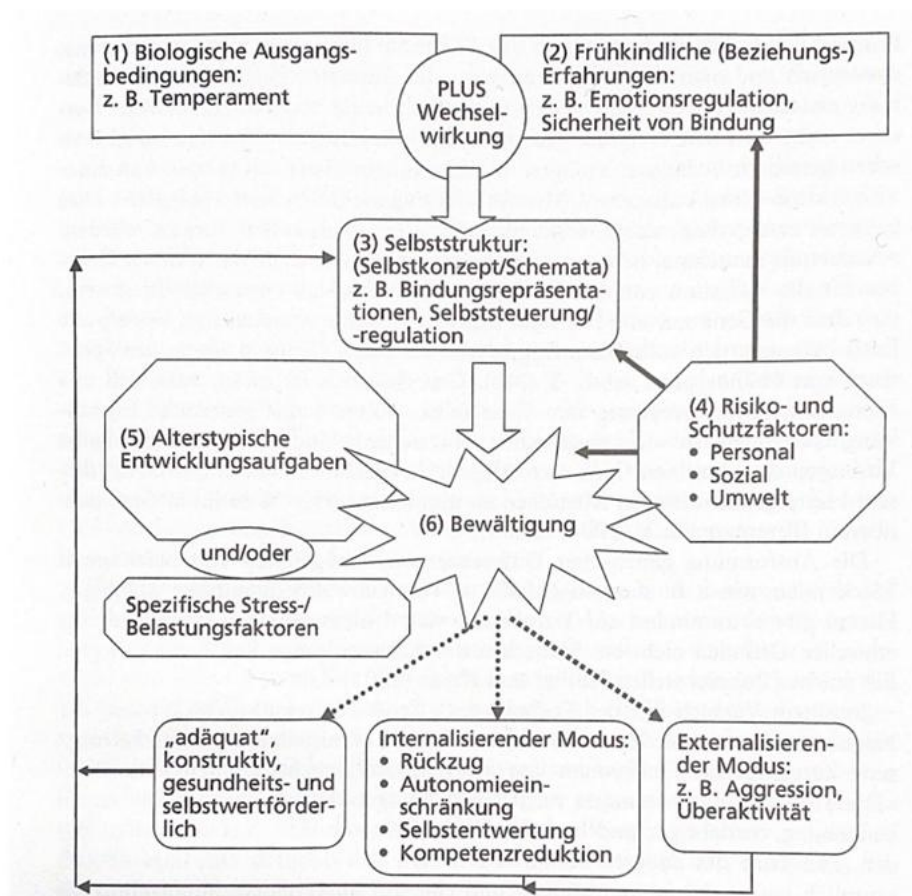 (1) Biologische Ausgangs-
bedingungen:
z. B. Temperament
PLUS
Wechsel-
wirkung
(2) Frühkindliche (Beziehungs-)
Erfahrungen:
z. B. Emotionsregulation,
Sicherheit von Bindung
(3) Selbststruktur:
(Selbstkonzept/Schemata)
z. B. Bindungsrepräsenta-
tionen, Selbststeuerung/
-regulation
(4) Risiko- und
Schutzfaktoren:
• Personal
• Sozial
• Umwelt
(5) Alterstypische
Entwicklungsaufgaben
und/oder
Spezifische Stress-/
Belastungsfaktoren
(6) Bewältigung
„adäquat“,
konstruktiv,
gesundheits- und
selbstwertförder-
lich
Internalisierender Modus:
• Rückzug
• Autonomieein-
schränkung
• Selbstentwertung
• Kompetenzreduktion
Externalisieren-
der Modus:
z. B. Aggression,
Überaktivität